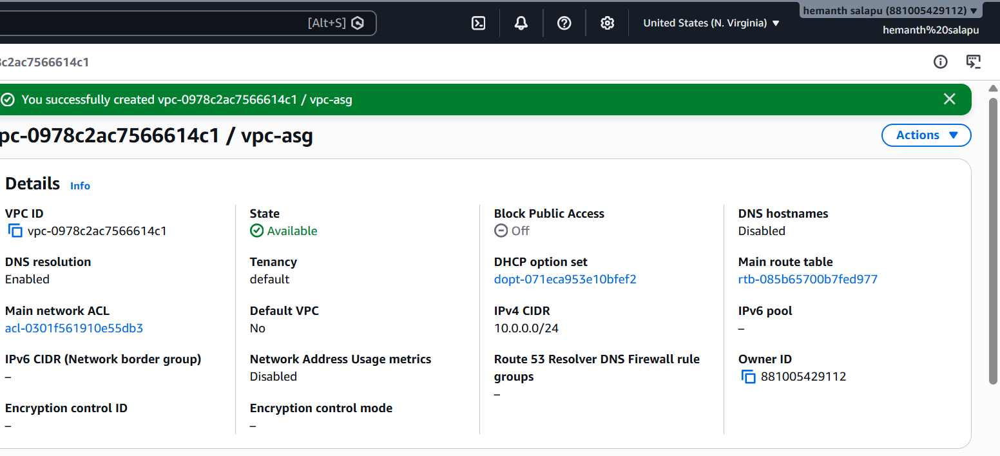 [Alt+S]
United States (N. Virginia)
hemanth salapu (881005429112)
hemanth%20salapu
c2ac7566614c1
You successfully created vpc-0978c2ac7566614c1 / vpc-asg
pc-0978c2ac7566614c1 / vpc-asg
Actions
Details Info
VPC ID
vpc-0978c2ac7566614c1
State
Available
Block Public Access
Off
DNS hostnames
Disabled
DNS resolution
Enabled
Tenancy
default
DHCP option set
dopt-071eca953e10bfef2
Main route table
rtb-085b65700b7fed977
Main network ACL
acl-0301f561910e55db3
Default VPC
No
IPv4 CIDR
10.0.0.0/24
IPv6 pool
–
IPv6 CIDR (Network border group)
–
Network Address Usage metrics
Disabled
Route 53 Resolver DNS Firewall rule
groups
–
Owner ID
881005429112
Encryption control ID
–
Encryption control mode
–